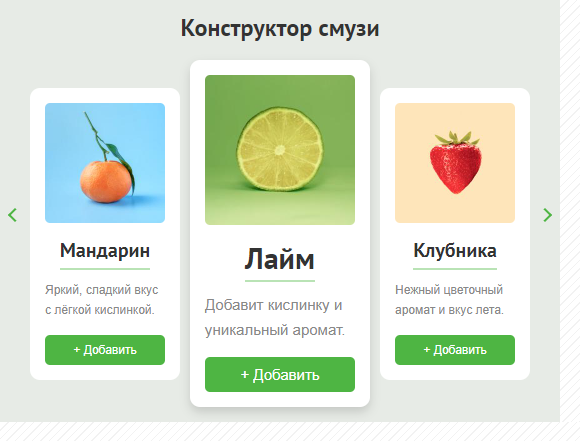 Конструктор смузи
Мандарин
Яркий, сладкий вкус
с лёгкой кислинкой.
+ Добавить
Лайм
Добавит кислинку и
уникальный аромат.
+ Добавить
Клубника
Нежный цветочный
аромат и вкус лета.
+ Добавить